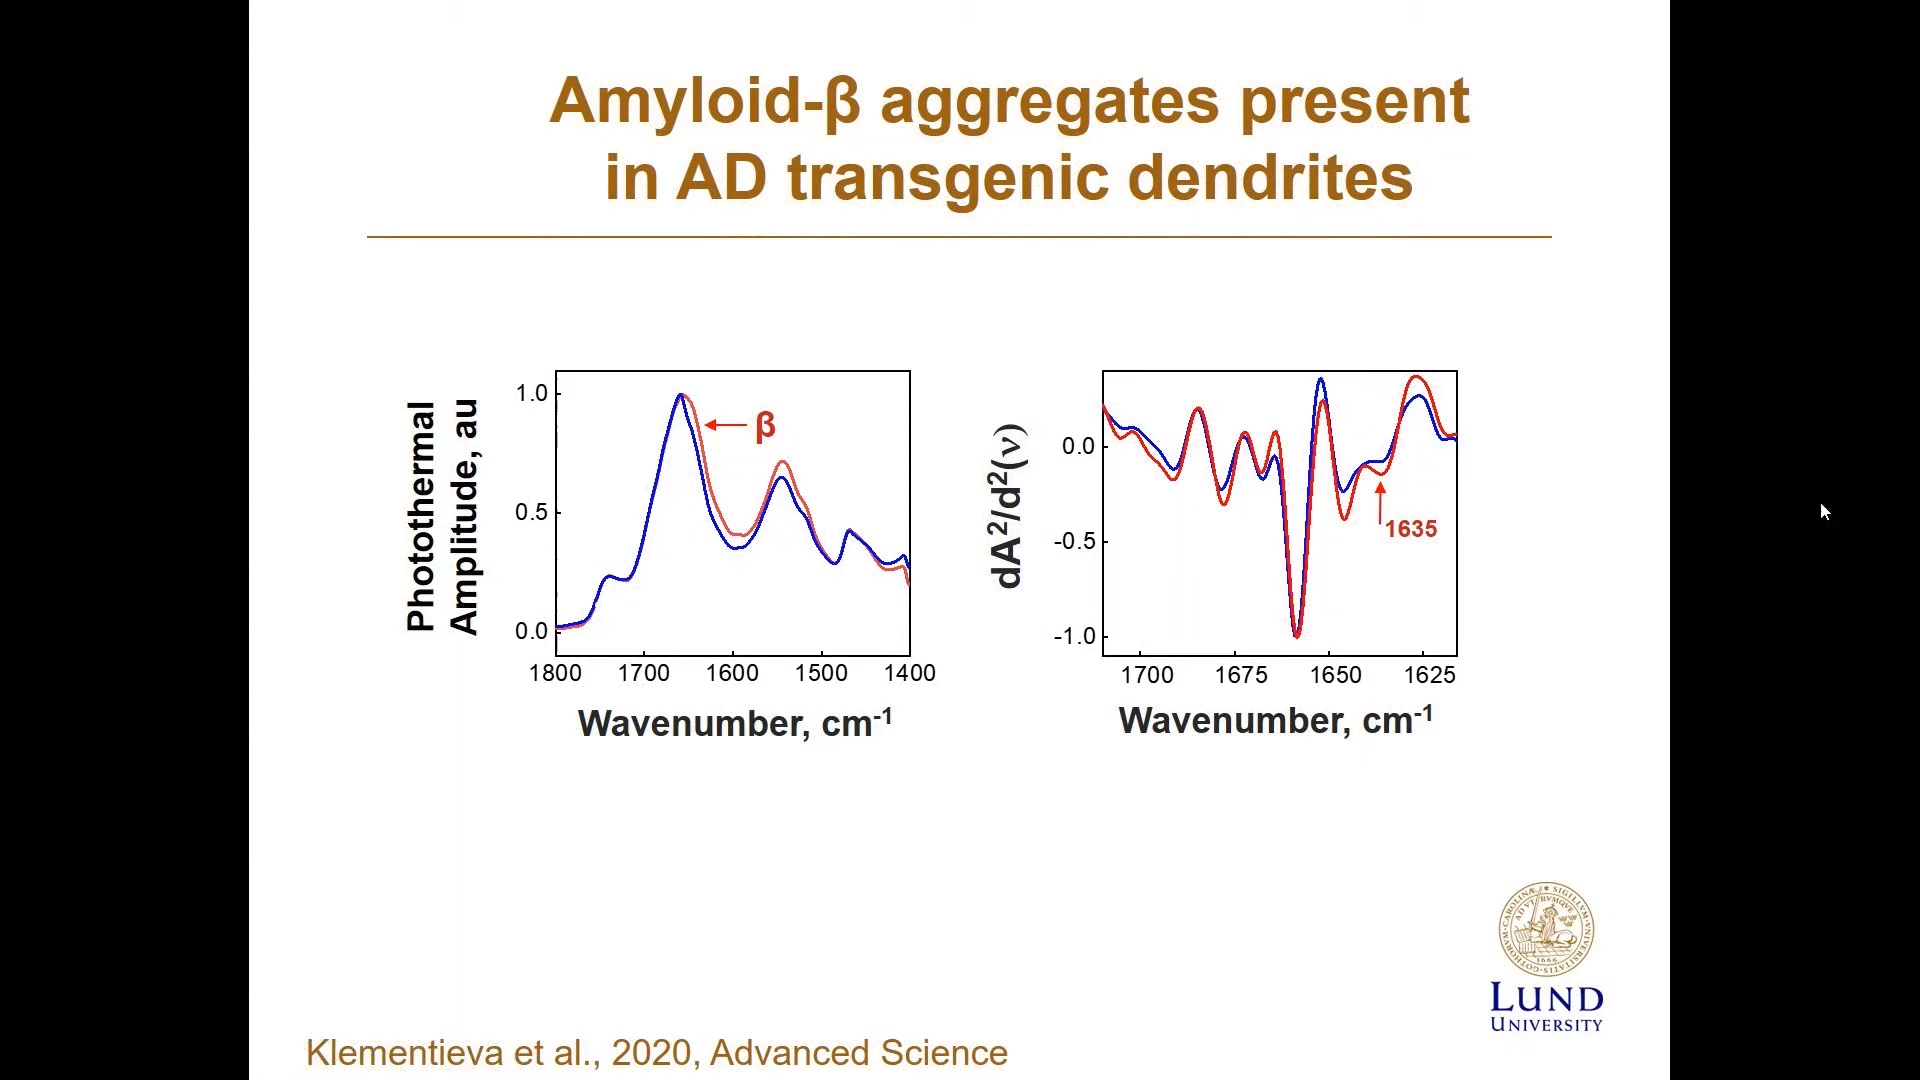 Amyloid-β aggregates present
in AD transgenic dendrites
Photothermal
Amplitude, au
1.0
0.5
0.0
β
1800 1700 1600 1500 1400
Wavenumber, cm⁻¹
dA²/d²(ν)
0.0
-0.5
-1.0
1635
1700 1675 1650 1625
Wavenumber, cm⁻¹
1666
LUND
UNIVERSITY
Klementieva et al., 2020, Advanced Science